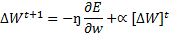 ΔW^{t+1} = −η ∂E/∂w + ∝ [ΔW]^t